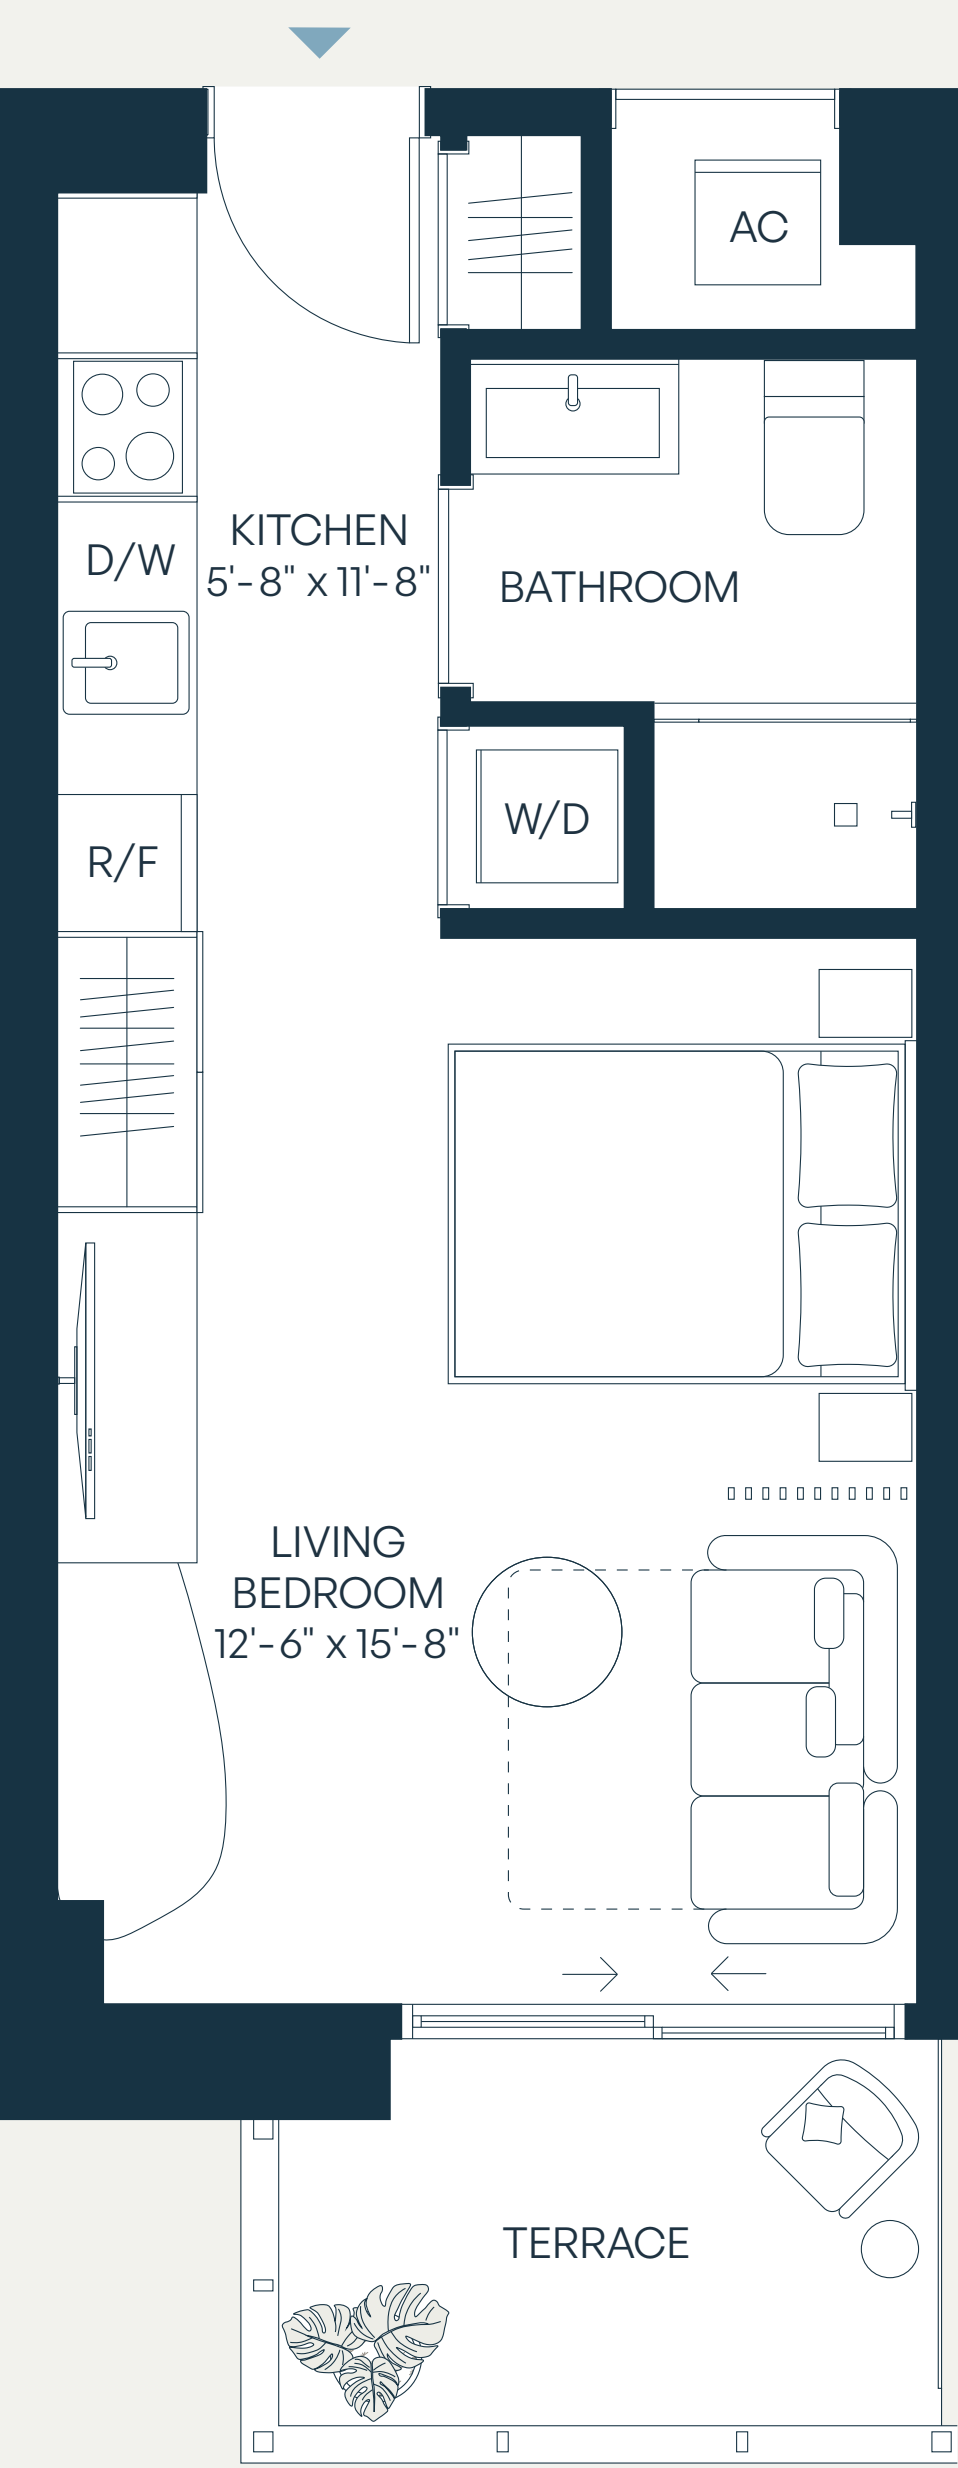 AC
KITCHEN
5'-8" x 11'-8"
D/W
BATHROOM
W/D
R/F
LIVING
BEDROOM
12'-6" x 15'-8"
TERRACE